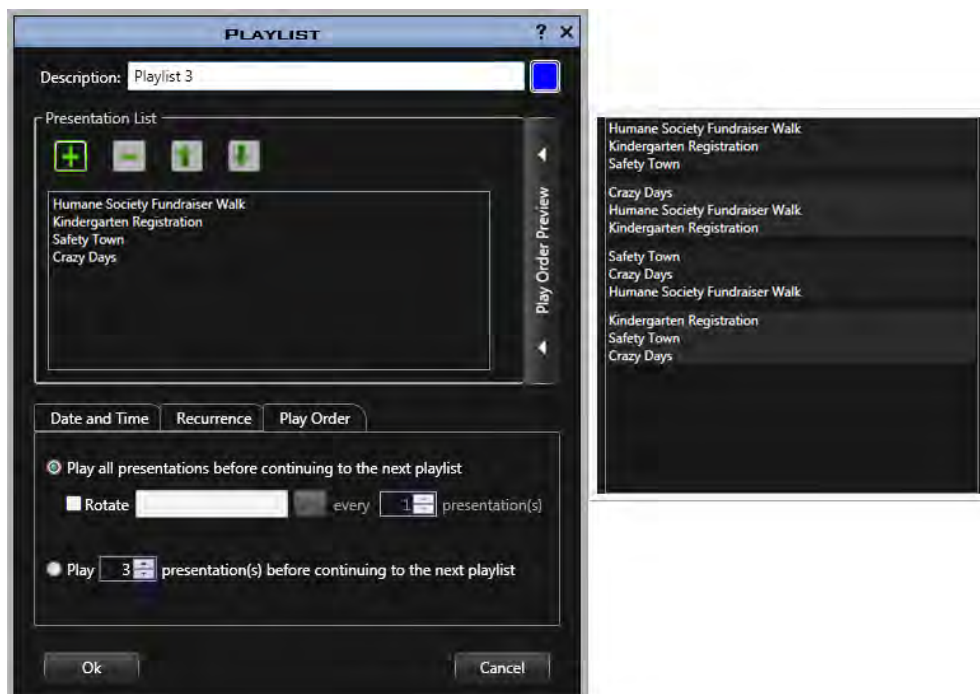 PLAYLIST ? ×
Description: Playlist 3
Presentation List
Humane Society Fundraiser Walk
Kindergarten Registration
Safety Town
Crazy Days
Play Order Preview
Date and Time Recurrence Play Order
Play all presentations before continuing to the next playlist
Rotate every 1 presentation(s)
Play 3 presentation(s) before continuing to the next playlist
Ok Cancel
Humane Society Fundraiser Walk
Kindergarten Registration
Safety Town
Crazy Days
Humane Society Fundraiser Walk
Kindergarten Registration
Safety Town
Crazy Days
Humane Society Fundraiser Walk
Kindergarten Registration
Safety Town
Crazy Days